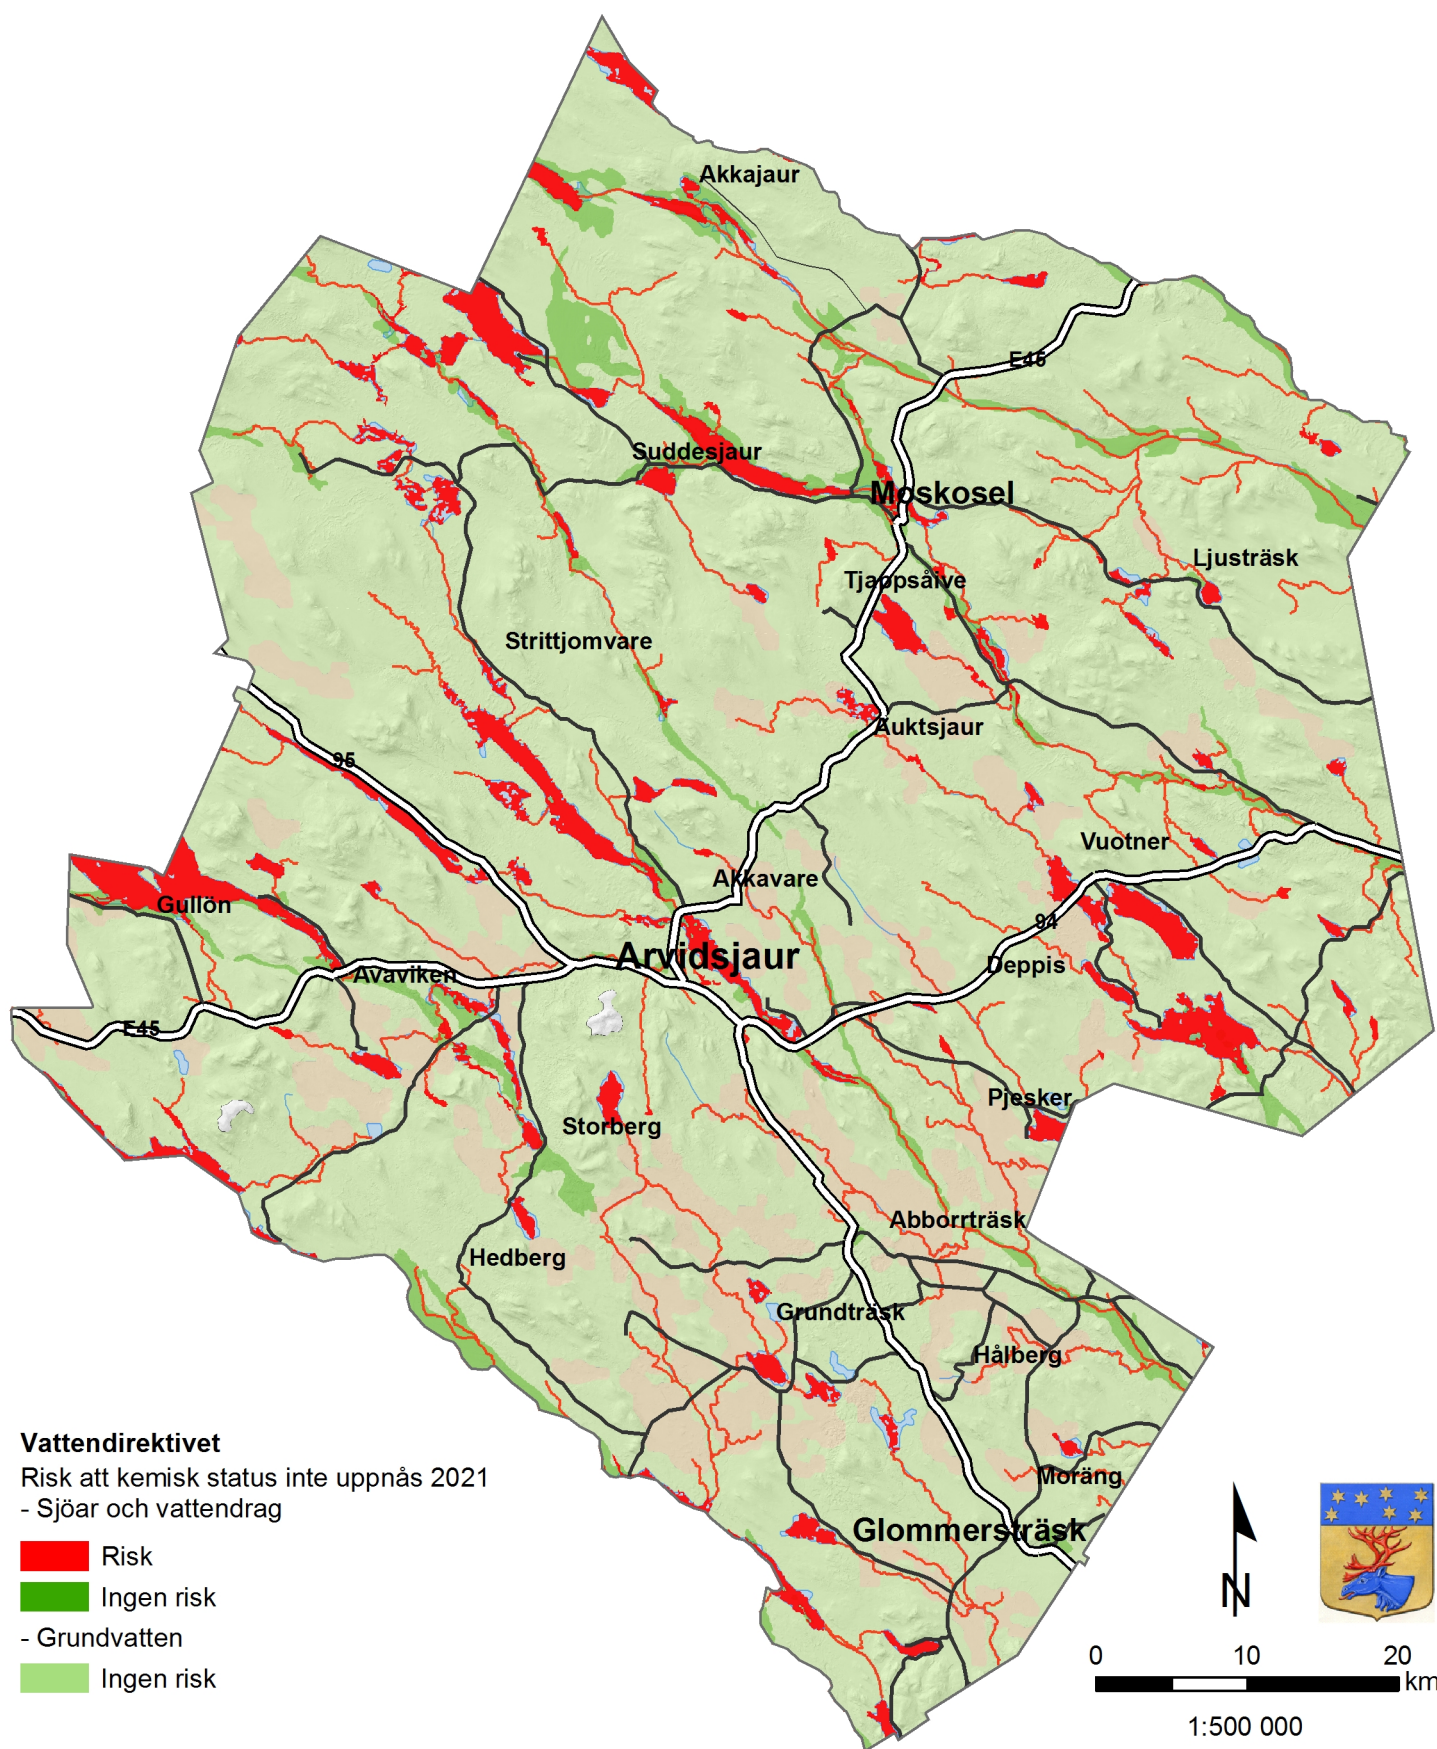 Akkajaur
E45
Suddesjaur
Moskosel
Ljusträsk
Tjappsåive
Strittjomvare
Auktsjaur
95
Vuotner
Akkavare
Gullön
94
Arvidsjaur
Deppis
Avaviken
E45
Pjesker
Storberg
Abborrträsk
Hedberg
Grundträsk
Hålberg
Vattendirektivet
Risk att kemisk status inte uppnås 2021
- Sjöar och vattendrag
Moräng
Glommersträsk
Risk
Ingen risk
N
- Grundvatten
0 10 20
Ingen risk
km
1:500 000